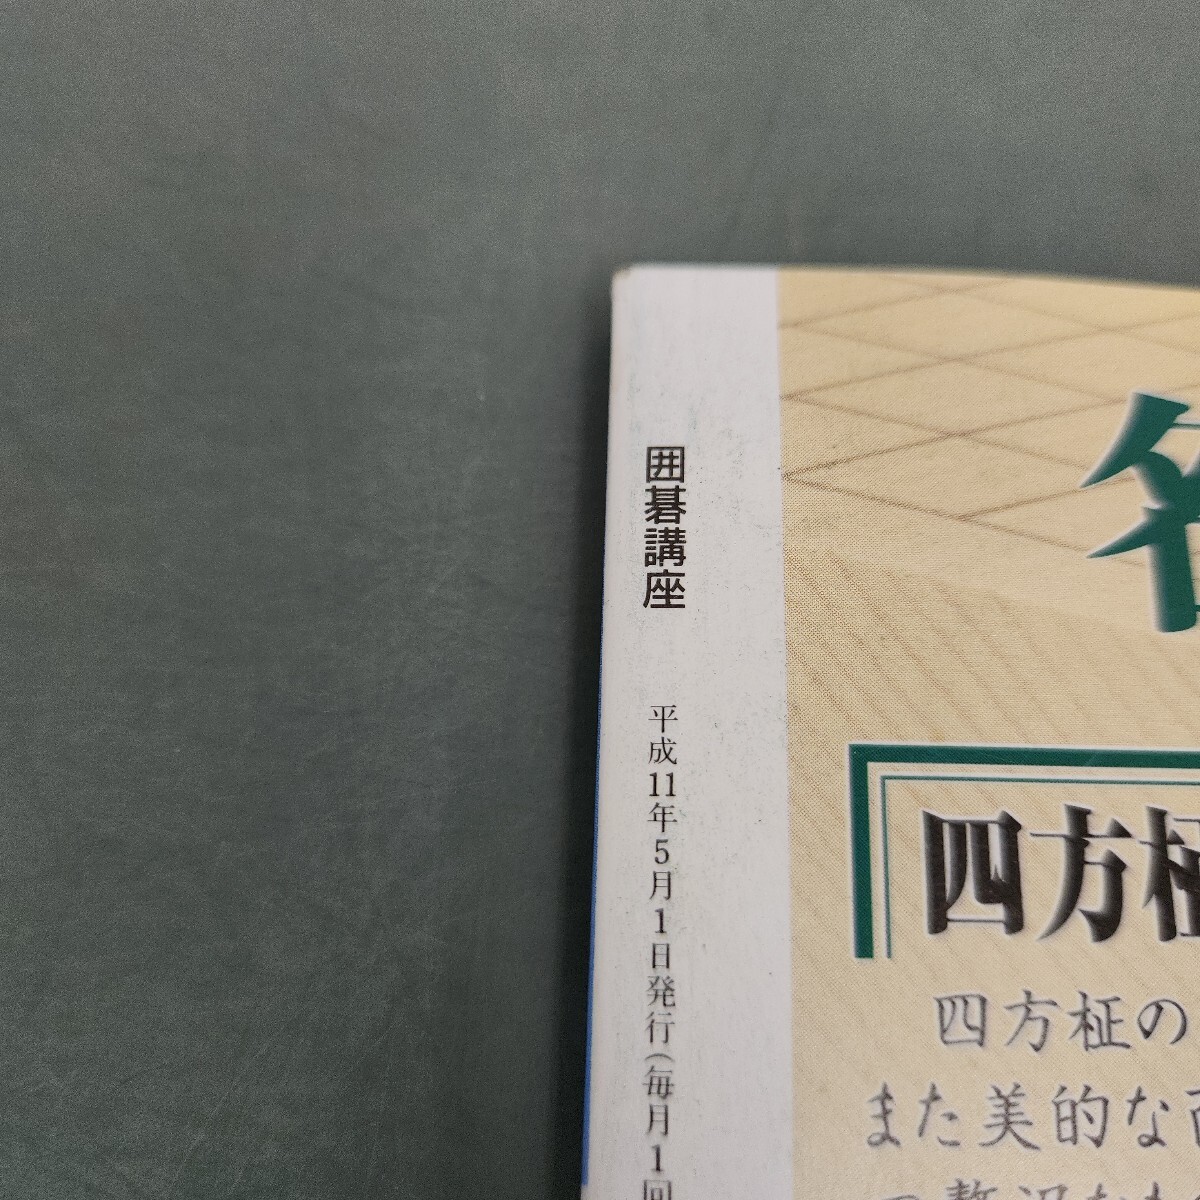 囲碁講座
平成11年5月1日発行(毎月1回
四方柾
四方柾の
また美的な